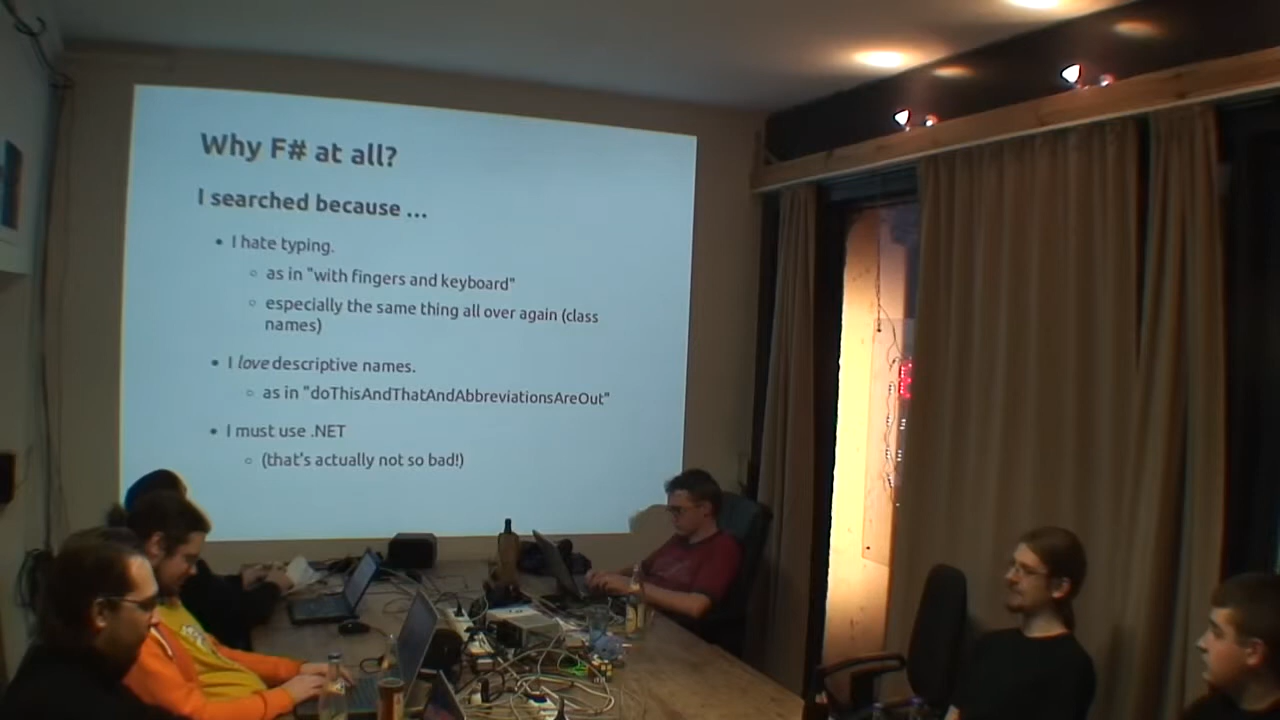 Why F# at all?
I searched because ...
• I hate typing.
◦ as in "with fingers and keyboard"
◦ especially the same thing all over again (class
names)
• I love descriptive names.
◦ as in "doThisAndThatAndAbbreviationsAreOut"
• I must use .NET
◦ (that's actually not so bad!)